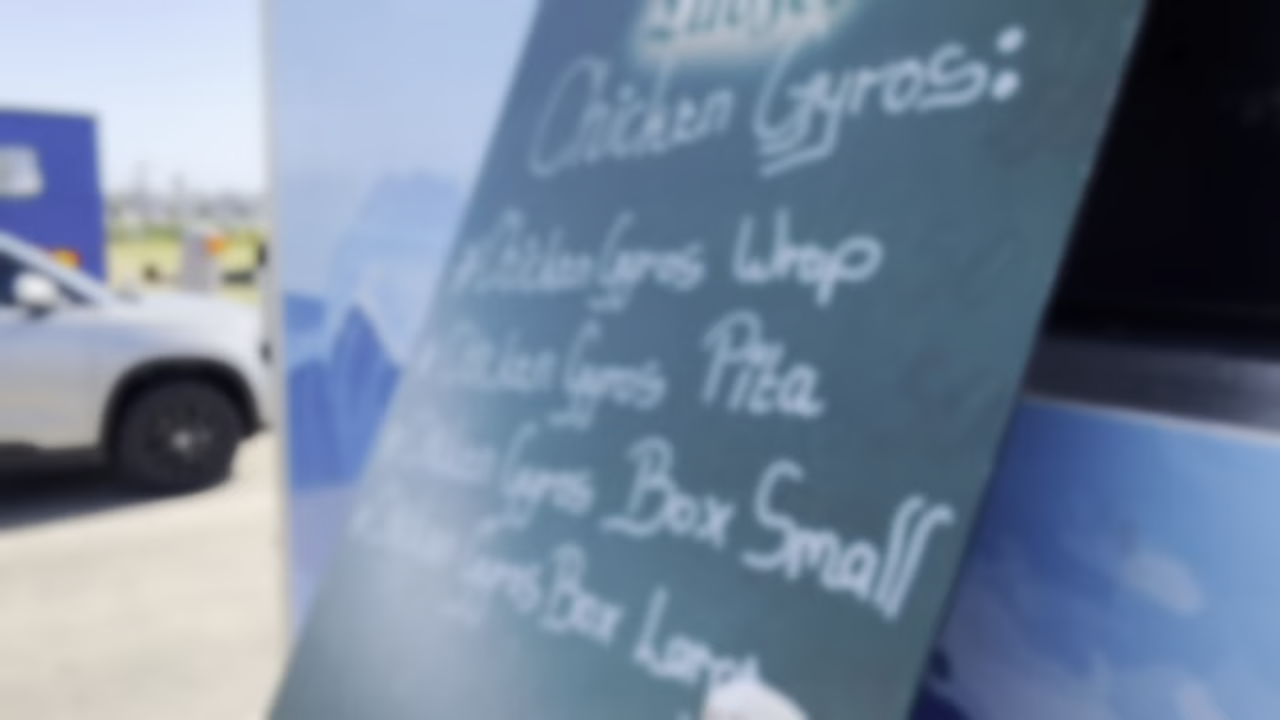 Chicken Gyros:
*Chicken Gyros Wrap
*Chicken Gyros Pita
*Chicken Gyros Box Small
*Chicken Gyros Box Large